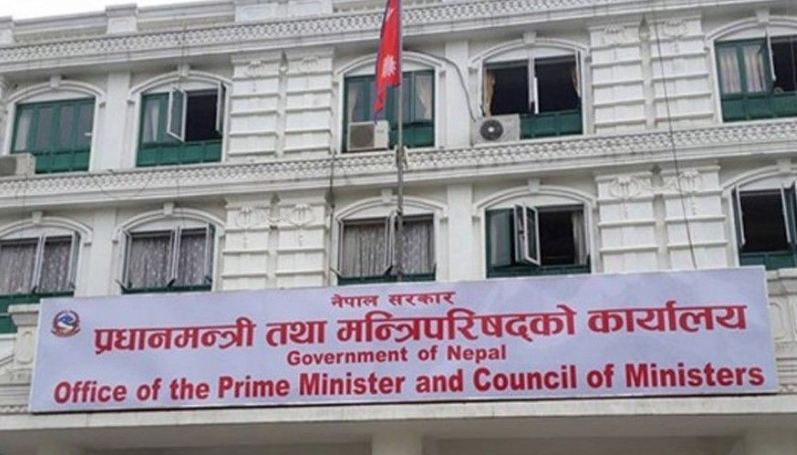 नेपाल सरकार
प्रधानमन्त्री तथा मन्त्रिपरिषद्को कार्यालय
Government of Nepal
Office of the Prime Minister and Council of Ministers